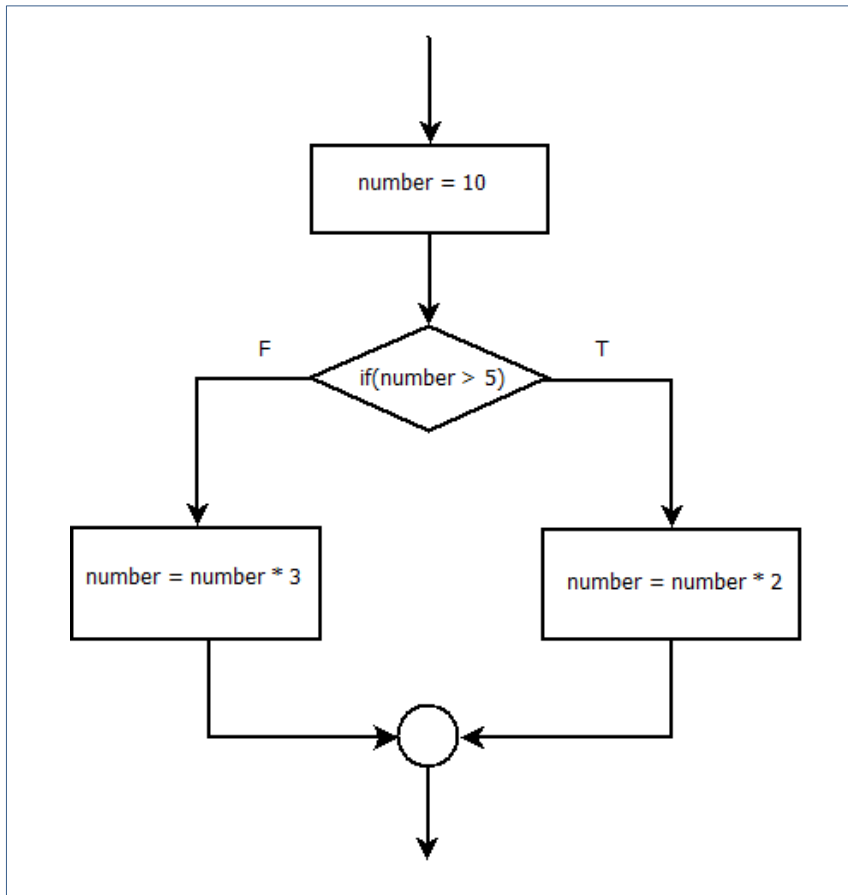 number = 10
F
T
if(number > 5)
number = number * 3
number = number * 2